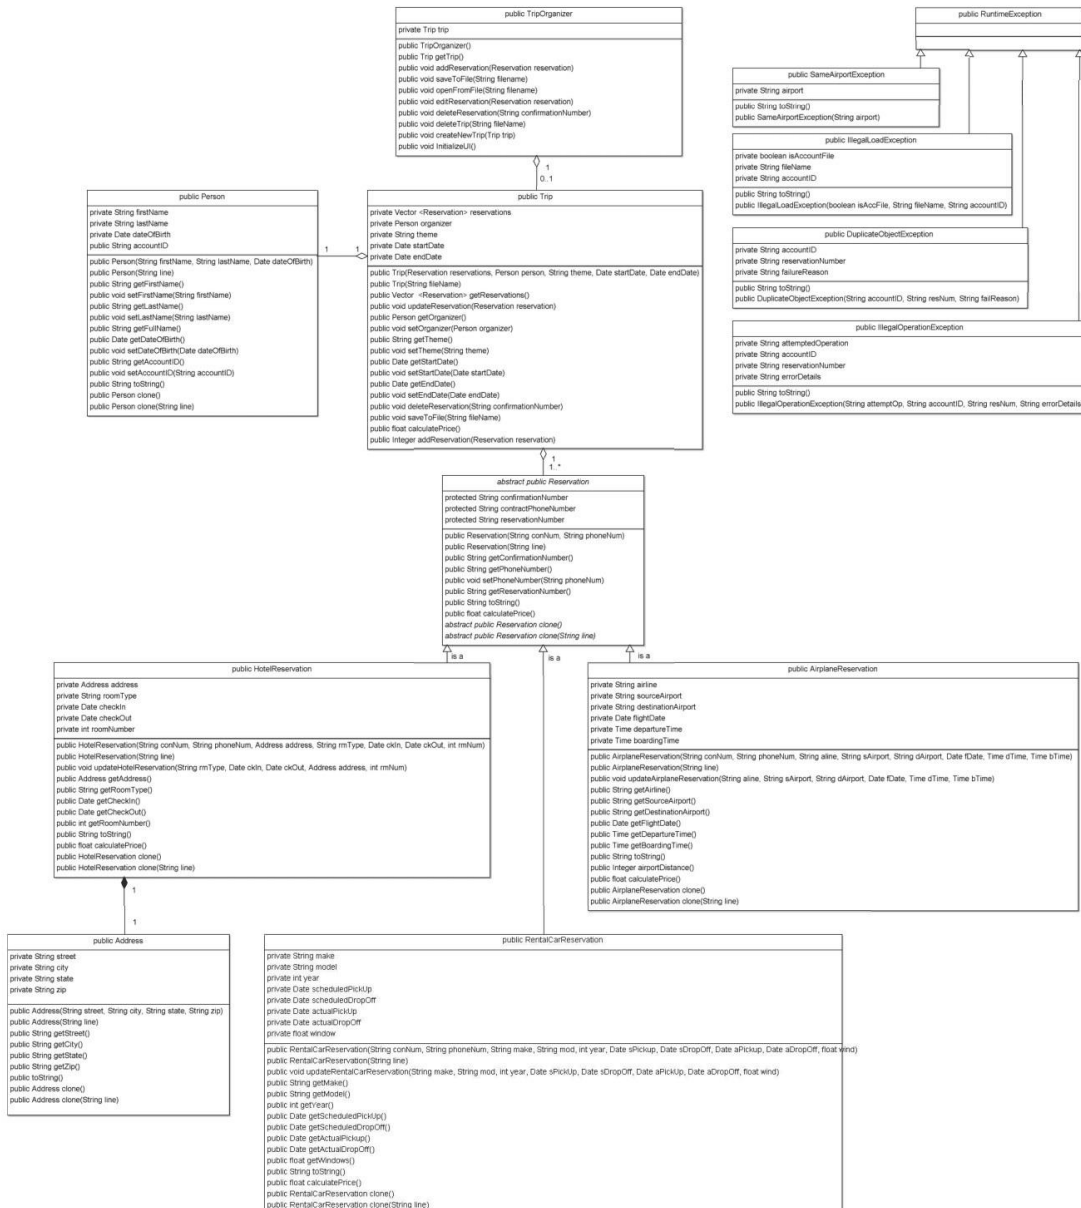 public TripOrganizer
private Trip trip
public TripOrganizer()
public Trip getTrip()
public void addReservation(Reservation reservation)
public void saveToFile(String filename)
public void openFromFile(String filename)
public void editReservation(Reservation reservation)
public void deleteReservation(String confirmationNumber)
public void deleteTrip(String fileName)
public void createNewTrip(Trip trip)
public void InitializeUI()
1
0..1
public RuntimeException
public SameAirportException
private String airport
public String toString()
public SameAirportException(String airport)
public IllegalLoadException
private boolean isAccountFile
private String fileName
private String accountID
public String toString()
public IllegalLoadException(boolean isAccFile, String fileName, String accountID)
public DuplicateObjectException
private String accountID
private String reservationNumber
private String failureReason
public String toString()
public DuplicateObjectException(String accountID, String resNum, String failReason)
public IllegalOperationException
private String attemptedOperation
private String accountID
private String reservationNumber
private String errorDetails
public String toString()
public IllegalOperationException(String attemptOp, String accountID, String resNum, String errorDetails
public Person
private String firstName
private String lastName
private Date dateOfBirth
public String accountID
public Person(String firstName, String lastName, Date dateOfBirth)
public Person(String line)
public String getFirstName()
public void setFirstName(String firstName)
public String getLastName()
public void setLastName(String lastName)
public String getFullName()
public Date getDateOfBirth()
public void setDateOfBirth(Date dateOfBirth)
public String getAccountID()
public void setAccountID(String accountID)
public String toString()
public Person clone()
public Person clone(String line)
1
1
public Trip
private Vector <Reservation> reservations
private Person organizer
private String theme
private Date startDate
private Date endDate
public Trip(Reservation reservations, Person person, String theme, Date startDate, Date endDate)
public Trip(String fileName)
public Vector <Reservation> getReservations()
public void updateReservation(Reservation reservation)
public Person getOrganizer()
public void setOrganizer(Person organizer)
public String getTheme()
public void setTheme(String theme)
public Date getStartDate()
public void setStartDate(Date startDate)
public Date getEndDate()
public void setEndDate(Date endDate)
public void deleteReservation(String confirmationNumber)
public void saveToFile(String fileName)
public float calculatePrice()
public Integer addReservation(Reservation reservation)
1
1..*
abstract public Reservation
protected String confirmationNumber
protected String contractPhoneNumber
protected String reservationNumber
public Reservation(String conNum, String phoneNum)
public Reservation(String line)
public String getConfirmationNumber()
public String getPhoneNumber()
public void setPhoneNumber(String phoneNum)
public String getReservationNumber()
public String toString()
public float calculatePrice()
abstract public Reservation clone()
abstract public Reservation clone(String line)
is a
is a
is a
public HotelReservation
private Address address
private String roomType
private Date checkIn
private Date checkOut
private int roomNumber
public HotelReservation(String conNum, String phoneNum, Address address, String rmType, Date ckIn, Date ckOut, int rmNum)
public HotelReservation(String line)
public void updateHotelReservation(String rmType, Date ckIn, Date ckOut, Address address, int rmNum)
public Address getAddress()
public String getRoomType()
public Date getCheckIn()
public Date getCheckOut()
public int getRoomNumber()
public String toString()
public float calculatePrice()
public HotelReservation clone()
public HotelReservation clone(String line)
1
1
public AirplaneReservation
private String airline
private String sourceAirport
private String destinationAirport
private Date flightDate
private Time departureTime
private Time boardingTime
public AirplaneReservation(String conNum, String phoneNum, String aline, String sAirport, String dAirport, Date fDate, Time dTime, Time bTime)
public AirplaneReservation(String line)
public void updateAirplaneReservation(String aline, String sAirport, String dAirport, Date fDate, Time dTime, Time bTime)
public String getAirline()
public String getSourceAirport()
public String getDestinationAirport()
public Date getFlightDate()
public Time getDepartureTime()
public Time getBoardingTime()
public String toString()
public Integer airportDistance()
public float calculatePrice()
public AirplaneReservation clone()
public AirplaneReservation clone(String line)
public Address
private String street
private String city
private String state
private String zip
public Address(String street, String city, String state, String zip)
public Address(String line)
public String getStreet()
public String getCity()
public String getState()
public String getZip()
public toString()
public Address clone()
public Address clone(String line)
public RentalCarReservation
private String make
private String model
private int year
private Date scheduledPickUp
private Date scheduledDropOff
private Date actualPickUp
private Date actualDropOff
private float window
public RentalCarReservation(String conNum, String phoneNum, String make, String mod, int year, Date sPickup, Date sDropOff, Date aPickup, Date aDropOff, float wind)
public RentalCarReservation(String line)
public void updateRentalCarReservation(String make, String mod, int year, Date sPickUp, Date sDropOff, Date aPickUp, Date aDropOff, float wind)
public String getMake()
public String getModel()
public int getYear()
public Date getScheduledPickUp()
public Date getScheduledDropOff()
public Date getActualPickup()
public Date getActualDropOff()
public float getWindows()
public String toString()
public float calculatePrice()
public RentalCarReservation clone()
public RentalCarReservation clone(String line)